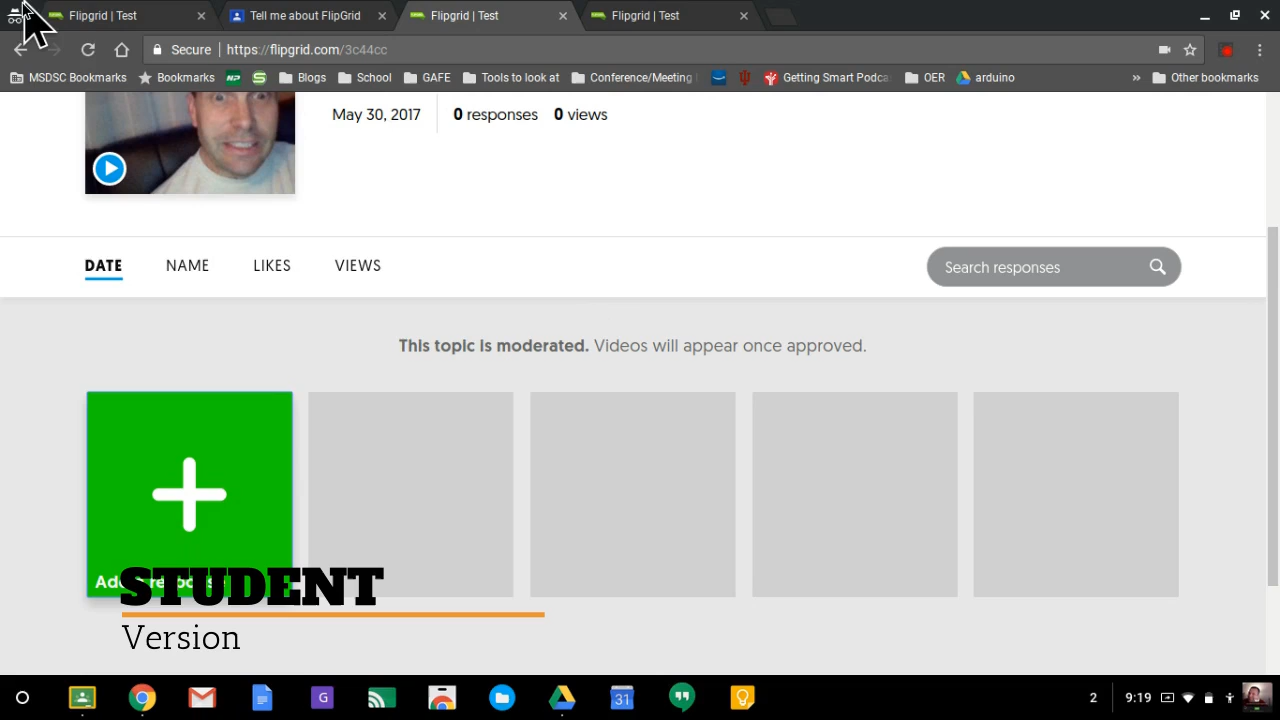 Flipgrid | Test
Tell me about FlipGrid
Flipgrid | Test
Flipgrid | Test
Secure
https://flipgrid.com/3c44cc
MSDSC Bookmarks
Bookmarks
Blogs
School
GAFE
Tools to look at
Conference/Meeting
Getting Smart Podca
OER
arduino
»
Other bookmarks
May 30, 2017
0 responses
0 views
DATE
NAME
LIKES
VIEWS
Search responses
This topic is moderated. Videos will appear once approved.
STUDENT
Version
G
31
2
9:19